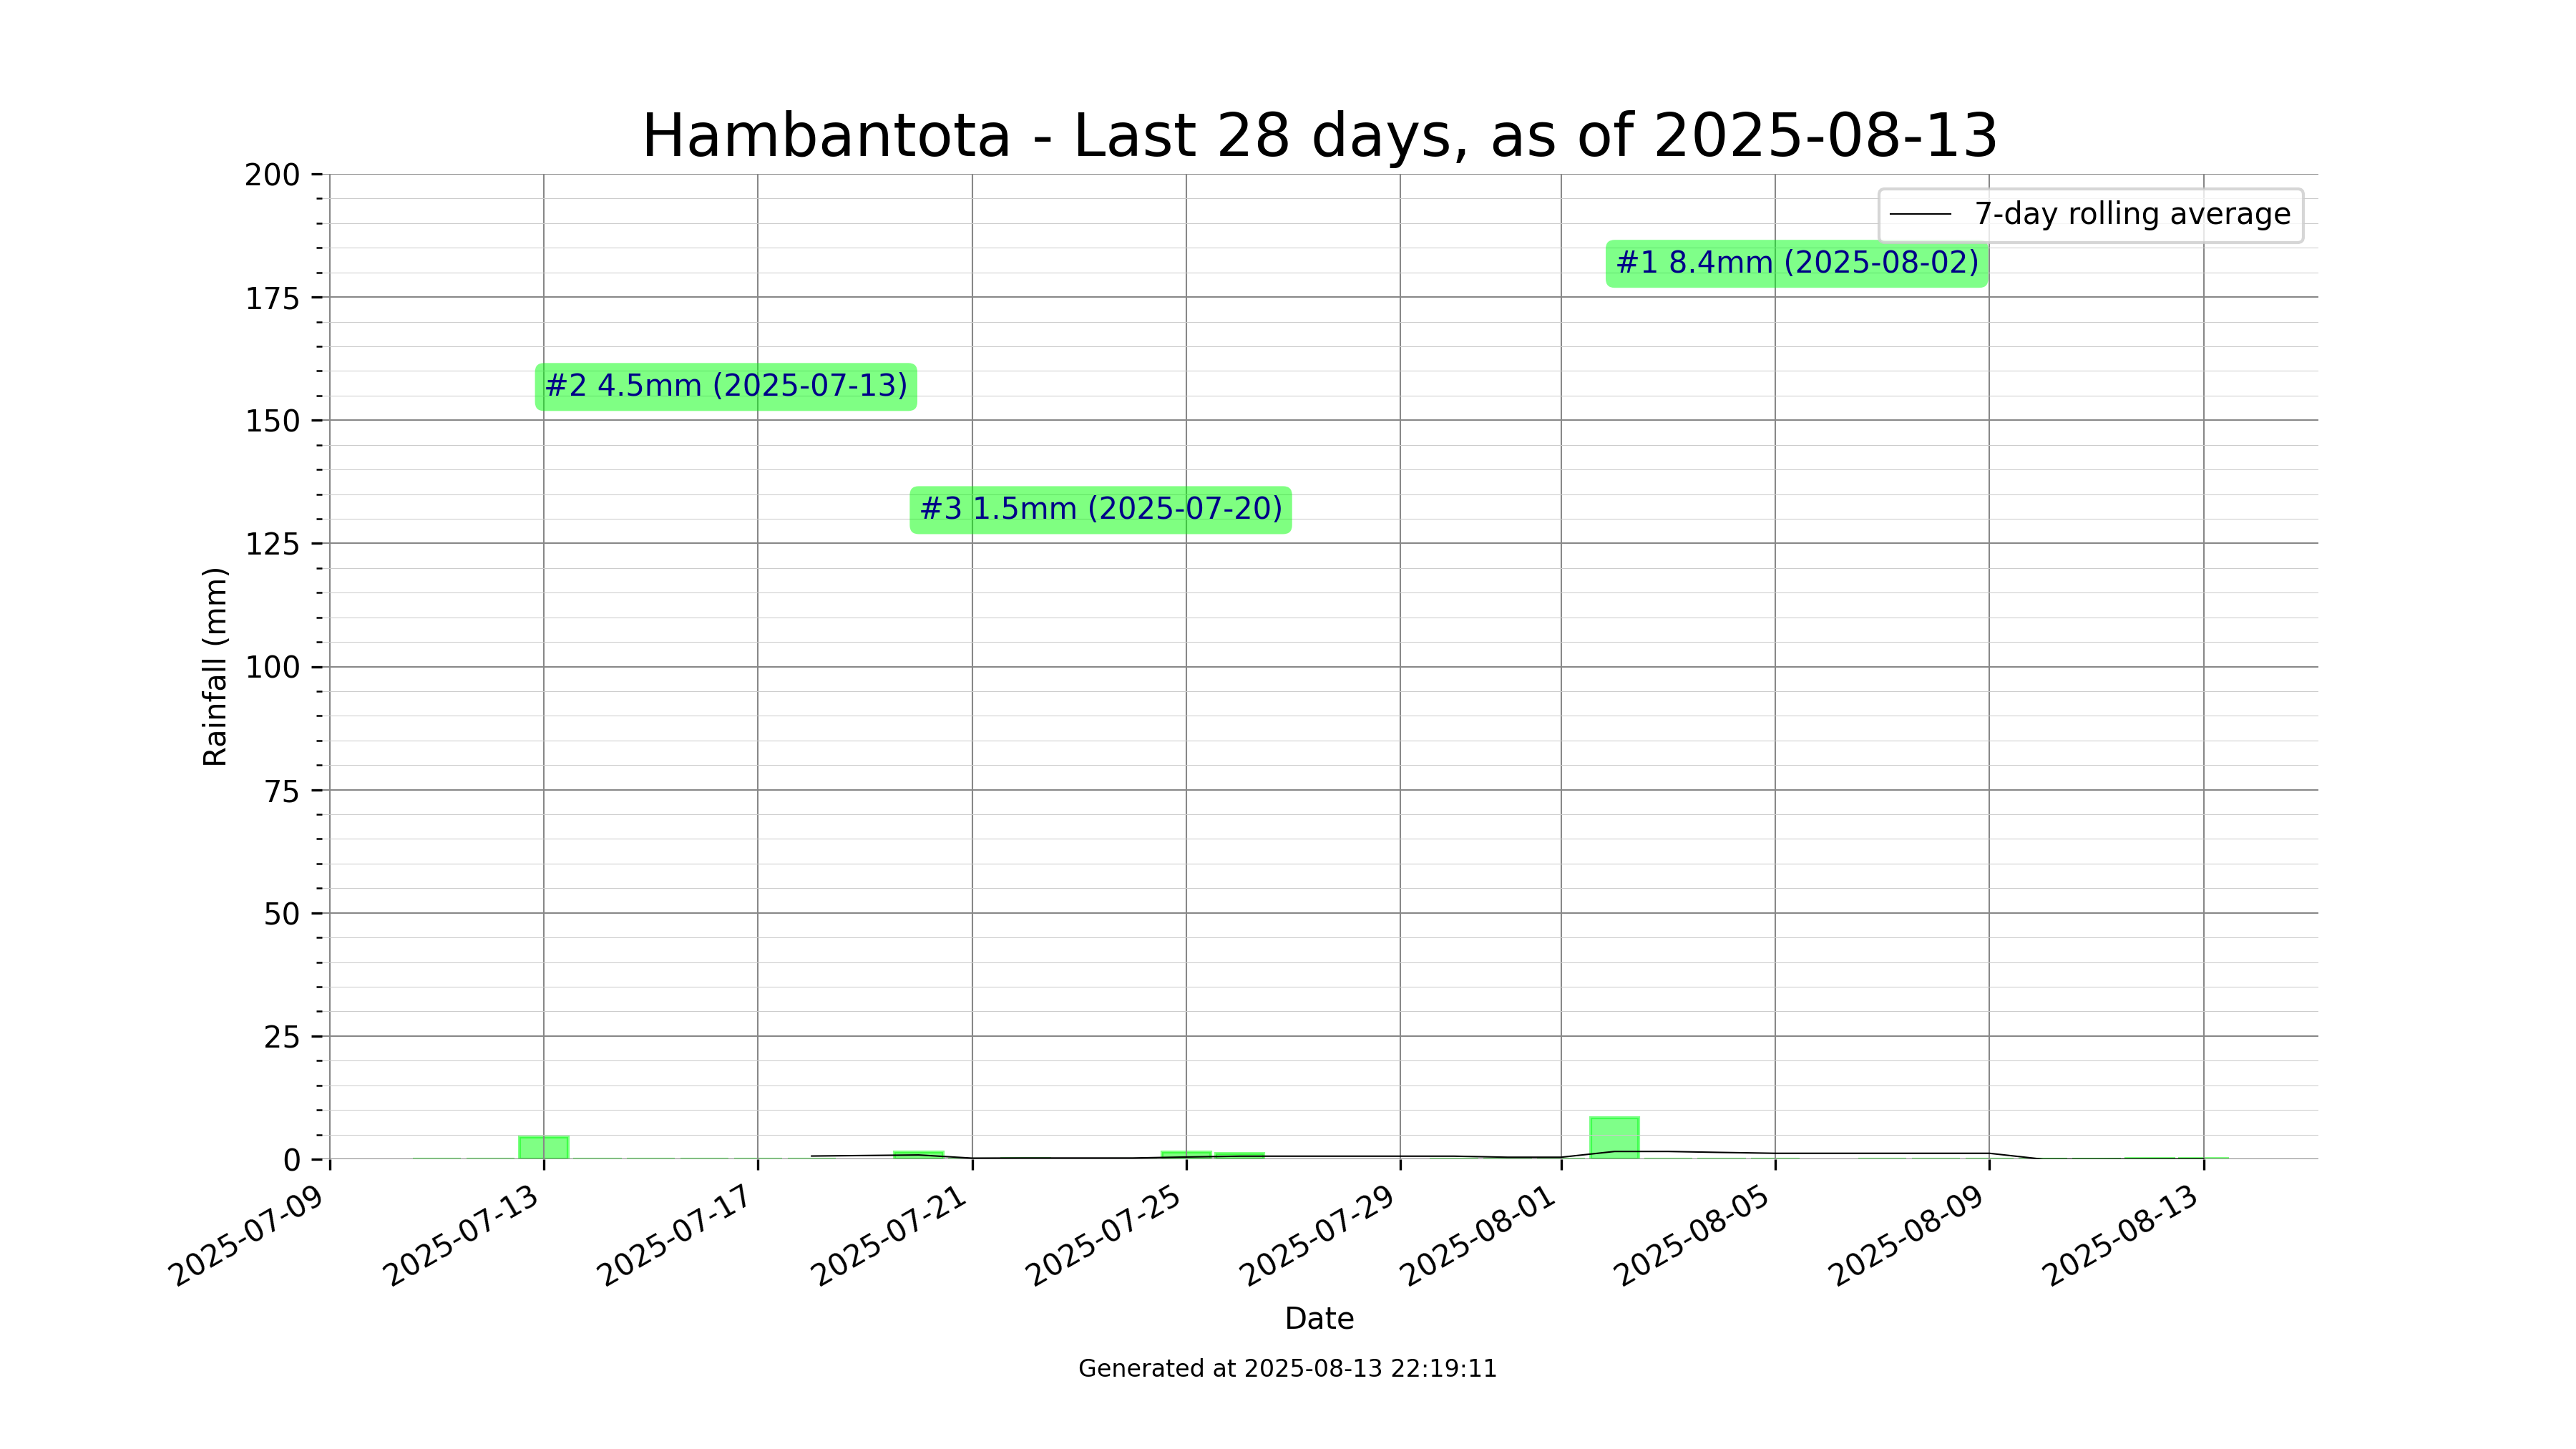 Hambantota - Last 28 days, as of 2025-08-13
200
175
150
125
100
75
50
25
0
Rainfall (mm)
7-day rolling average
#1 8.4mm (2025-08-02)
#2 4.5mm (2025-07-13)
#3 1.5mm (2025-07-20)
2025-07-09
2025-07-13
2025-07-17
2025-07-21
2025-07-25
2025-07-29
2025-08-01
2025-08-05
2025-08-09
2025-08-13
Date
Generated at 2025-08-13 22:19:11